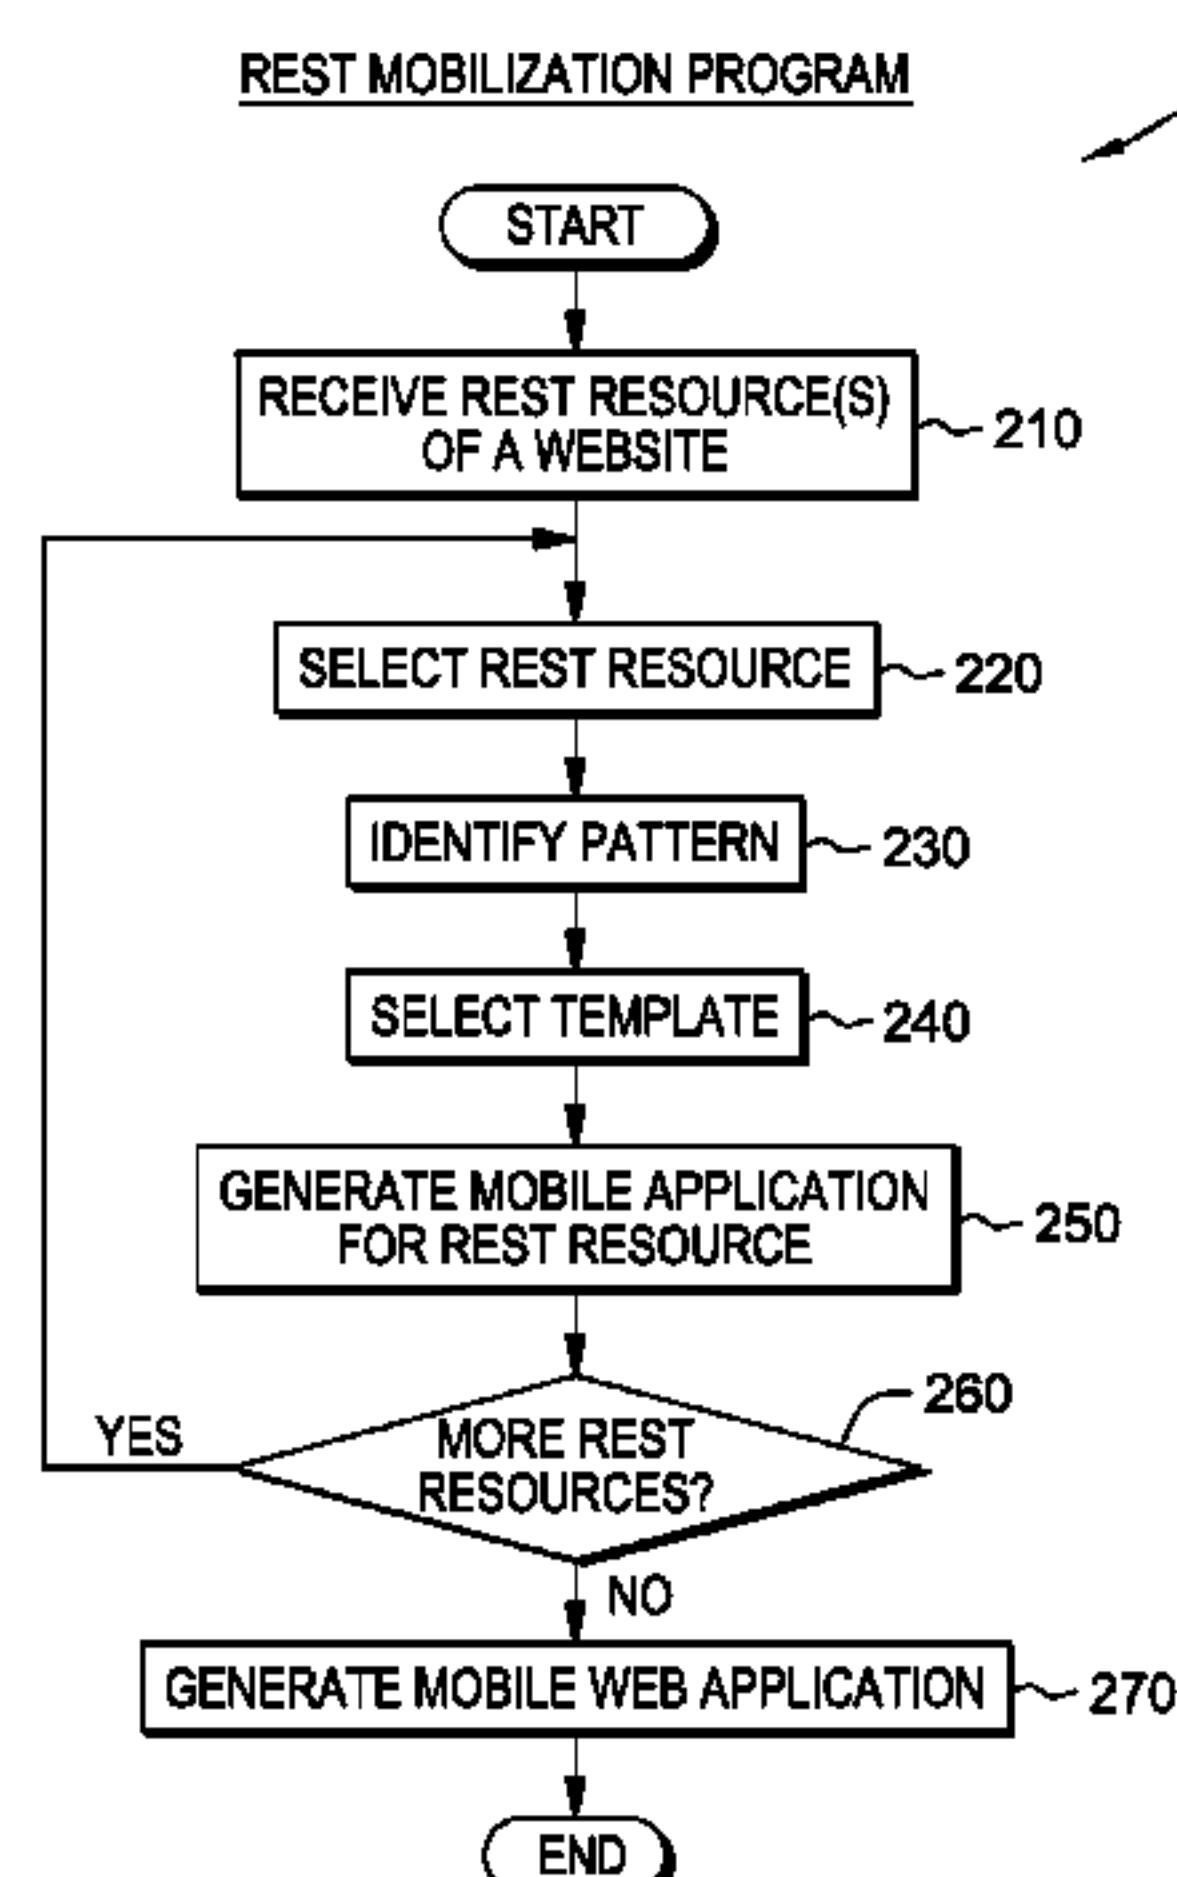 REST MOBILIZATION PROGRAM
START
RECEIVE REST RESOURCE(S)
OF A WEBSITE
210
SELECT REST RESOURCE
220
IDENTIFY PATTERN
230
SELECT TEMPLATE
240
GENERATE MOBILE APPLICATION
FOR REST RESOURCE
250
260
MORE REST
RESOURCES?
YES
NO
GENERATE MOBILE WEB APPLICATION
270
END